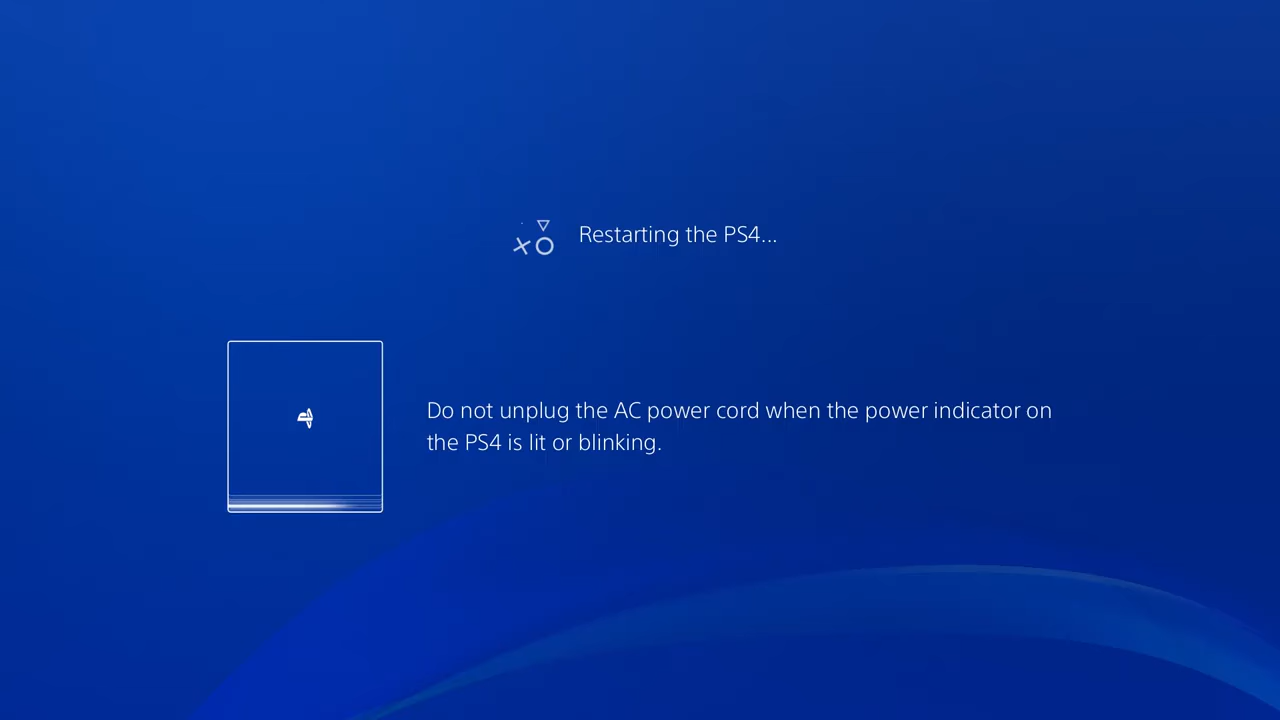 Restarting the PS4...
Do not unplug the AC power cord when the power indicator on
the PS4 is lit or blinking.